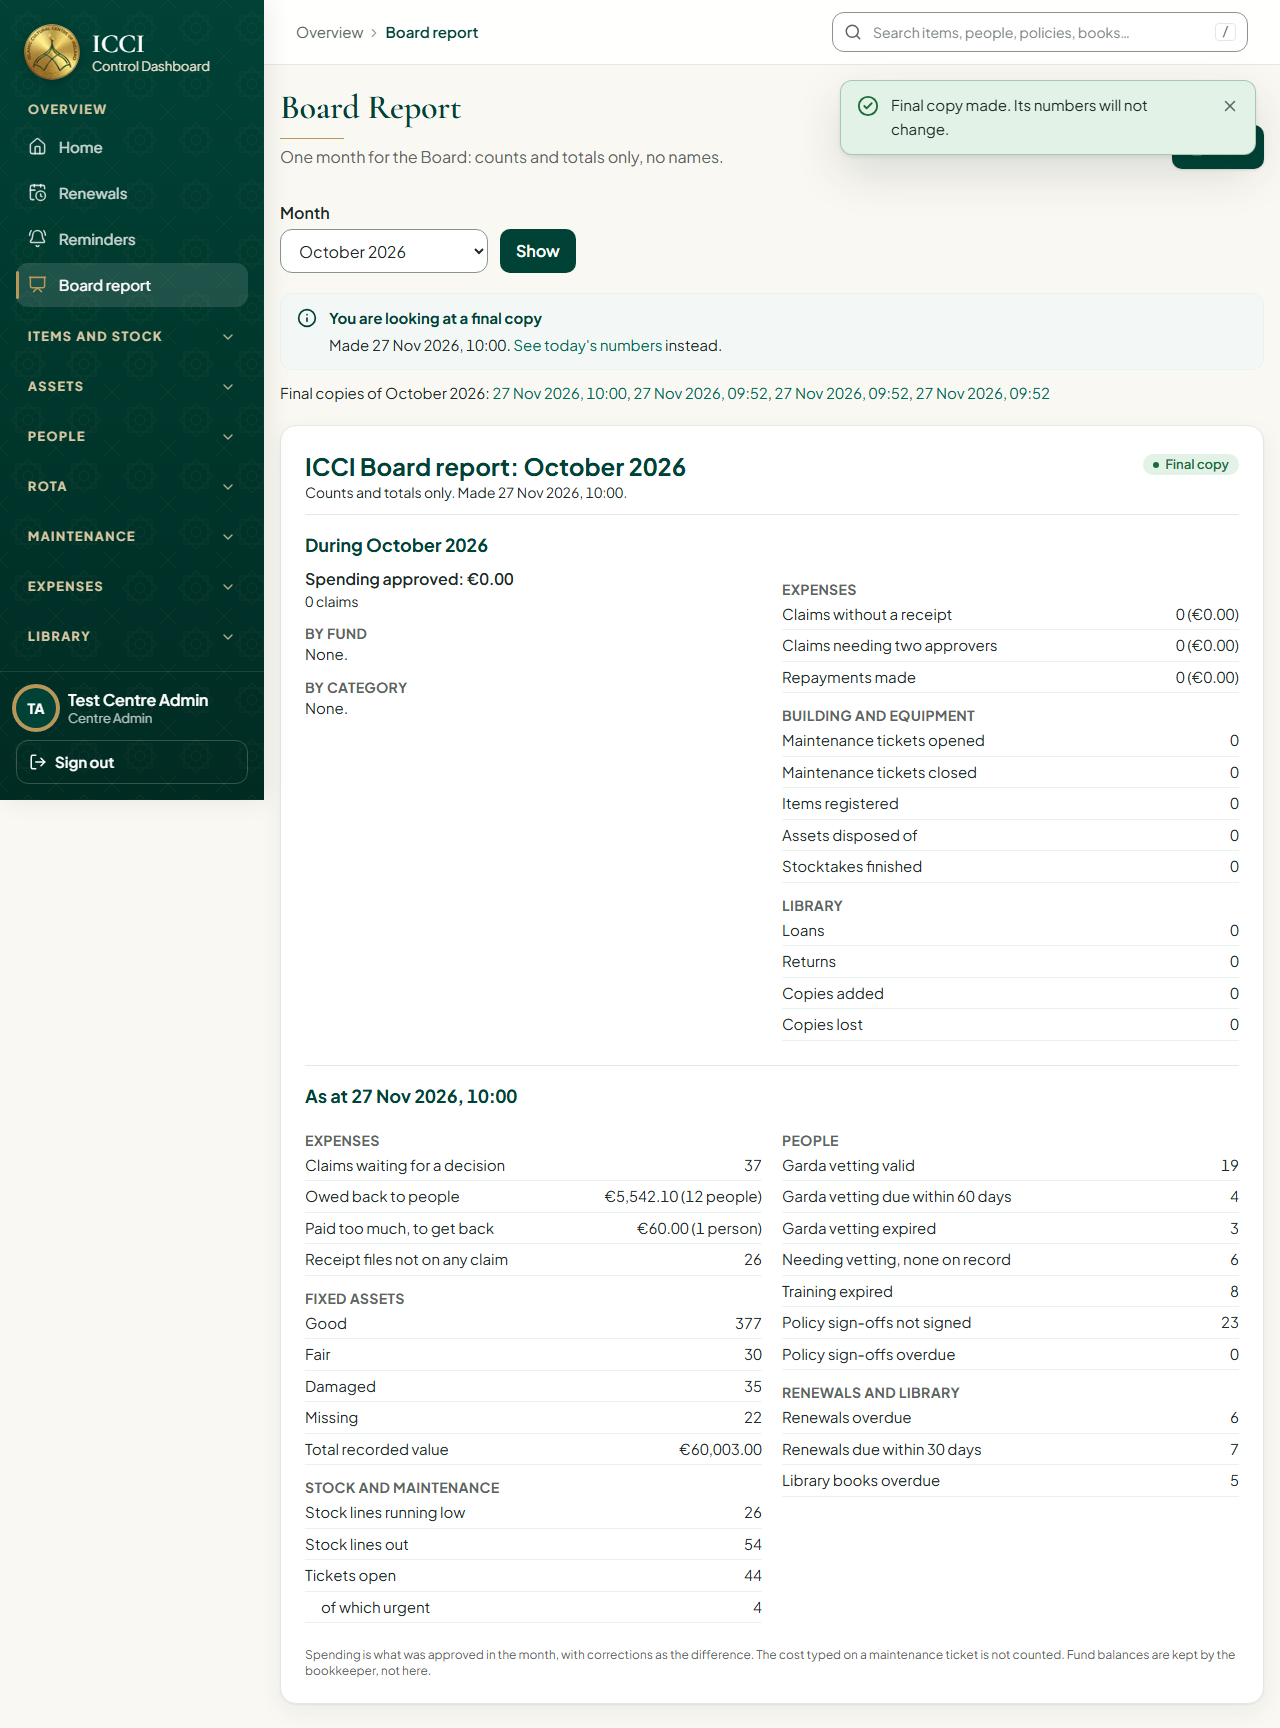 ICCI
Control Dashboard
OVERVIEW
Home
Renewals
Reminders
Board report
ITEMS AND STOCK
ASSETS
PEOPLE
ROTA
MAINTENANCE
EXPENSES
LIBRARY
TA
Test Centre Admin
Centre Admin
Sign out
Overview > Board report
Search items, people, policies, books...
/
Board Report
One month for the Board: counts and totals only, no names.
Final copy made. Its numbers will not
change.
Month
October 2026
Show
You are looking at a final copy
Made 27 Nov 2026, 10:00. See today's numbers instead.
Final copies of October 2026: 27 Nov 2026, 10:00, 27 Nov 2026, 09:52, 27 Nov 2026, 09:52, 27 Nov 2026, 09:52
ICCI Board report: October 2026
Final copy
Counts and totals only. Made 27 Nov 2026, 10:00.
During October 2026
Spending approved: €0.00
0 claims
BY FUND
None.
BY CATEGORY
None.
EXPENSES
Claims without a receipt 0 (€0.00)
Claims needing two approvers 0 (€0.00)
Repayments made 0 (€0.00)
BUILDING AND EQUIPMENT
Maintenance tickets opened 0
Maintenance tickets closed 0
Items registered 0
Assets disposed of 0
Stocktakes finished 0
LIBRARY
Loans 0
Returns 0
Copies added 0
Copies lost 0
As at 27 Nov 2026, 10:00
EXPENSES
Claims waiting for a decision 37
Owed back to people €5,542.10 (12 people)
Paid too much, to get back €60.00 (1 person)
Receipt files not on any claim 26
FIXED ASSETS
Good 377
Fair 30
Damaged 35
Missing 22
Total recorded value €60,003.00
STOCK AND MAINTENANCE
Stock lines running low 26
Stock lines out 54
Tickets open 44
of which urgent 4
PEOPLE
Garda vetting valid 19
Garda vetting due within 60 days 4
Garda vetting expired 3
Needing vetting, none on record 6
Training expired 8
Policy sign-offs not signed 23
Policy sign-offs overdue 0
RENEWALS AND LIBRARY
Renewals overdue 6
Renewals due within 30 days 7
Library books overdue 5
Spending is what was approved in the month, with corrections as the difference. The cost typed on a maintenance ticket is not counted. Fund balances are kept by the
bookkeeper, not here.